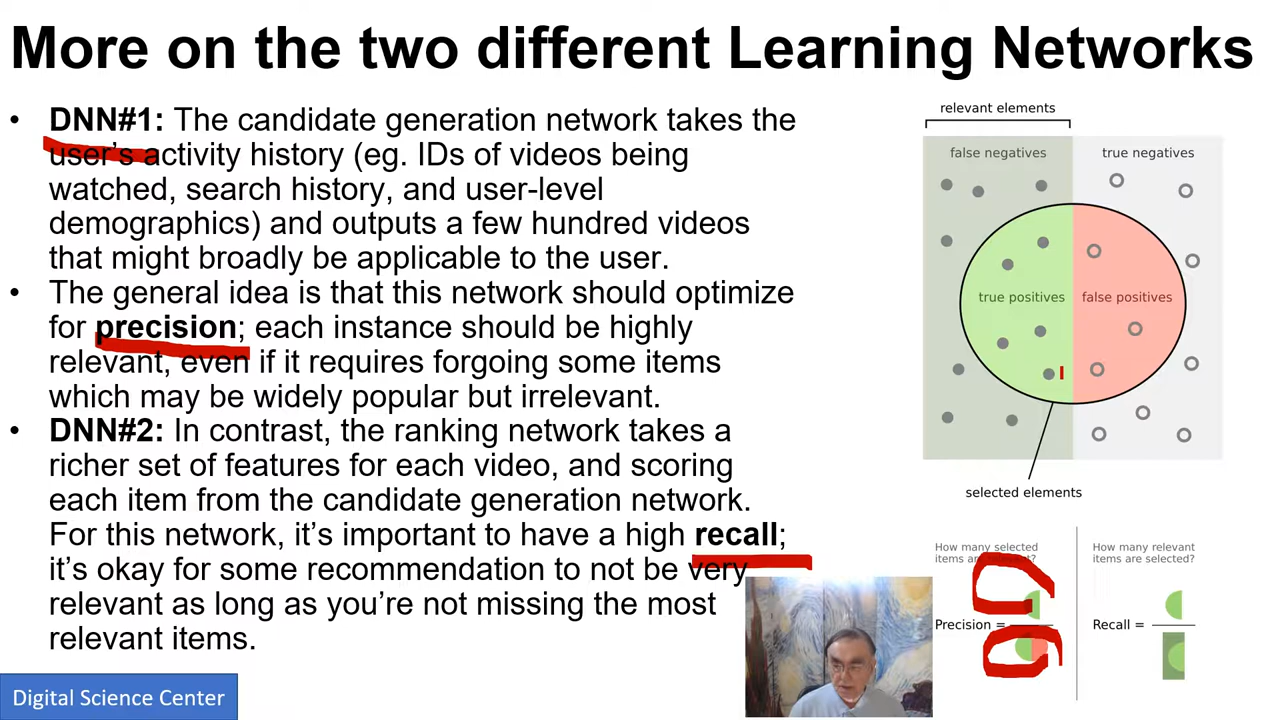 More on the two different Learning Networks
• DNN#1: The candidate generation network takes the
user's activity history (eg. IDs of videos being
watched, search history, and user-level
demographics) and outputs a few hundred videos
that might broadly be applicable to the user.
• The general idea is that this network should optimize
for precision; each instance should be highly
relevant, even if it requires forgoing some items
which may be widely popular but irrelevant.
• DNN#2: In contrast, the ranking network takes a
richer set of features for each video, and scoring
each item from the candidate generation network.
For this network, it's important to have a high recall;
it's okay for some recommendation to not be very
relevant as long as you're not missing the most
relevant items.
Digital Science Center
relevant elements
false negatives
true negatives
true positives
false positives
selected elements
How many selected
items are relevant?
Precision =
How many relevant
items are selected?
Recall =